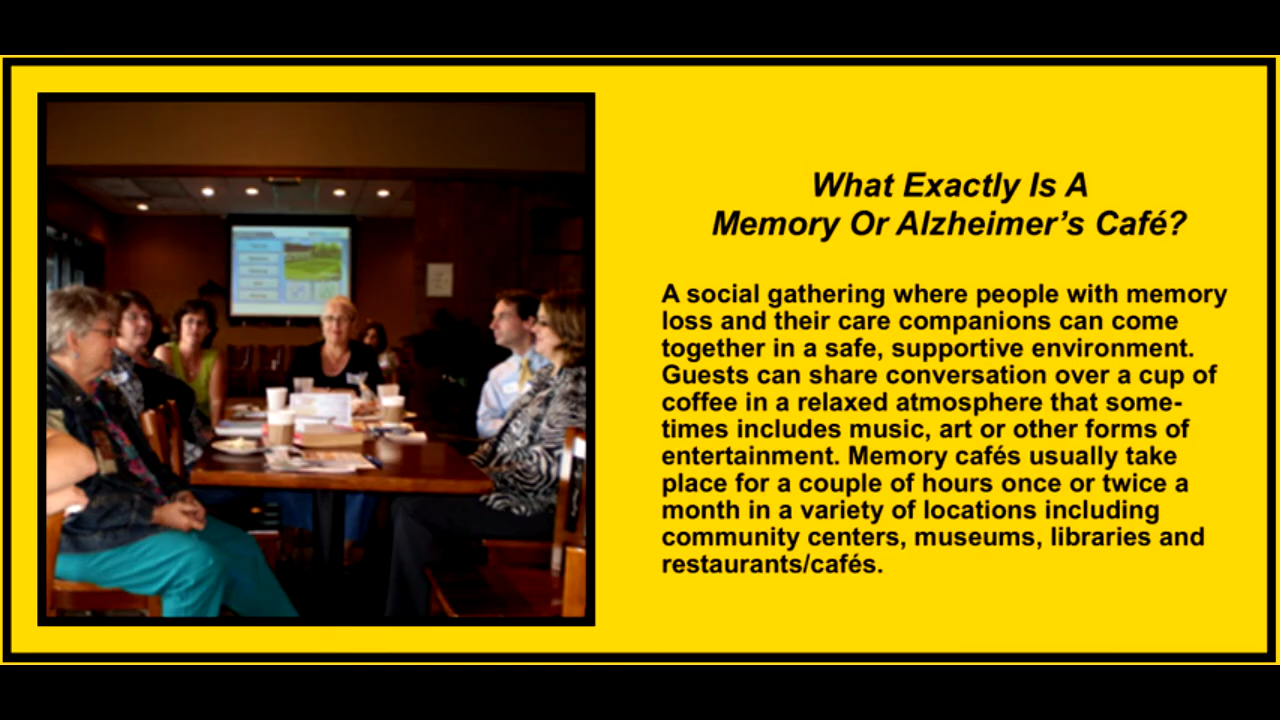 What Exactly Is A
Memory Or Alzheimer’s Café?
A social gathering where people with memory
loss and their care companions can come
together in a safe, supportive environment.
Guests can share conversation over a cup of
coffee in a relaxed atmosphere that some-
times includes music, art or other forms of
entertainment. Memory cafés usually take
place for a couple of hours once or twice a
month in a variety of locations including
community centers, museums, libraries and
restaurants/cafés.